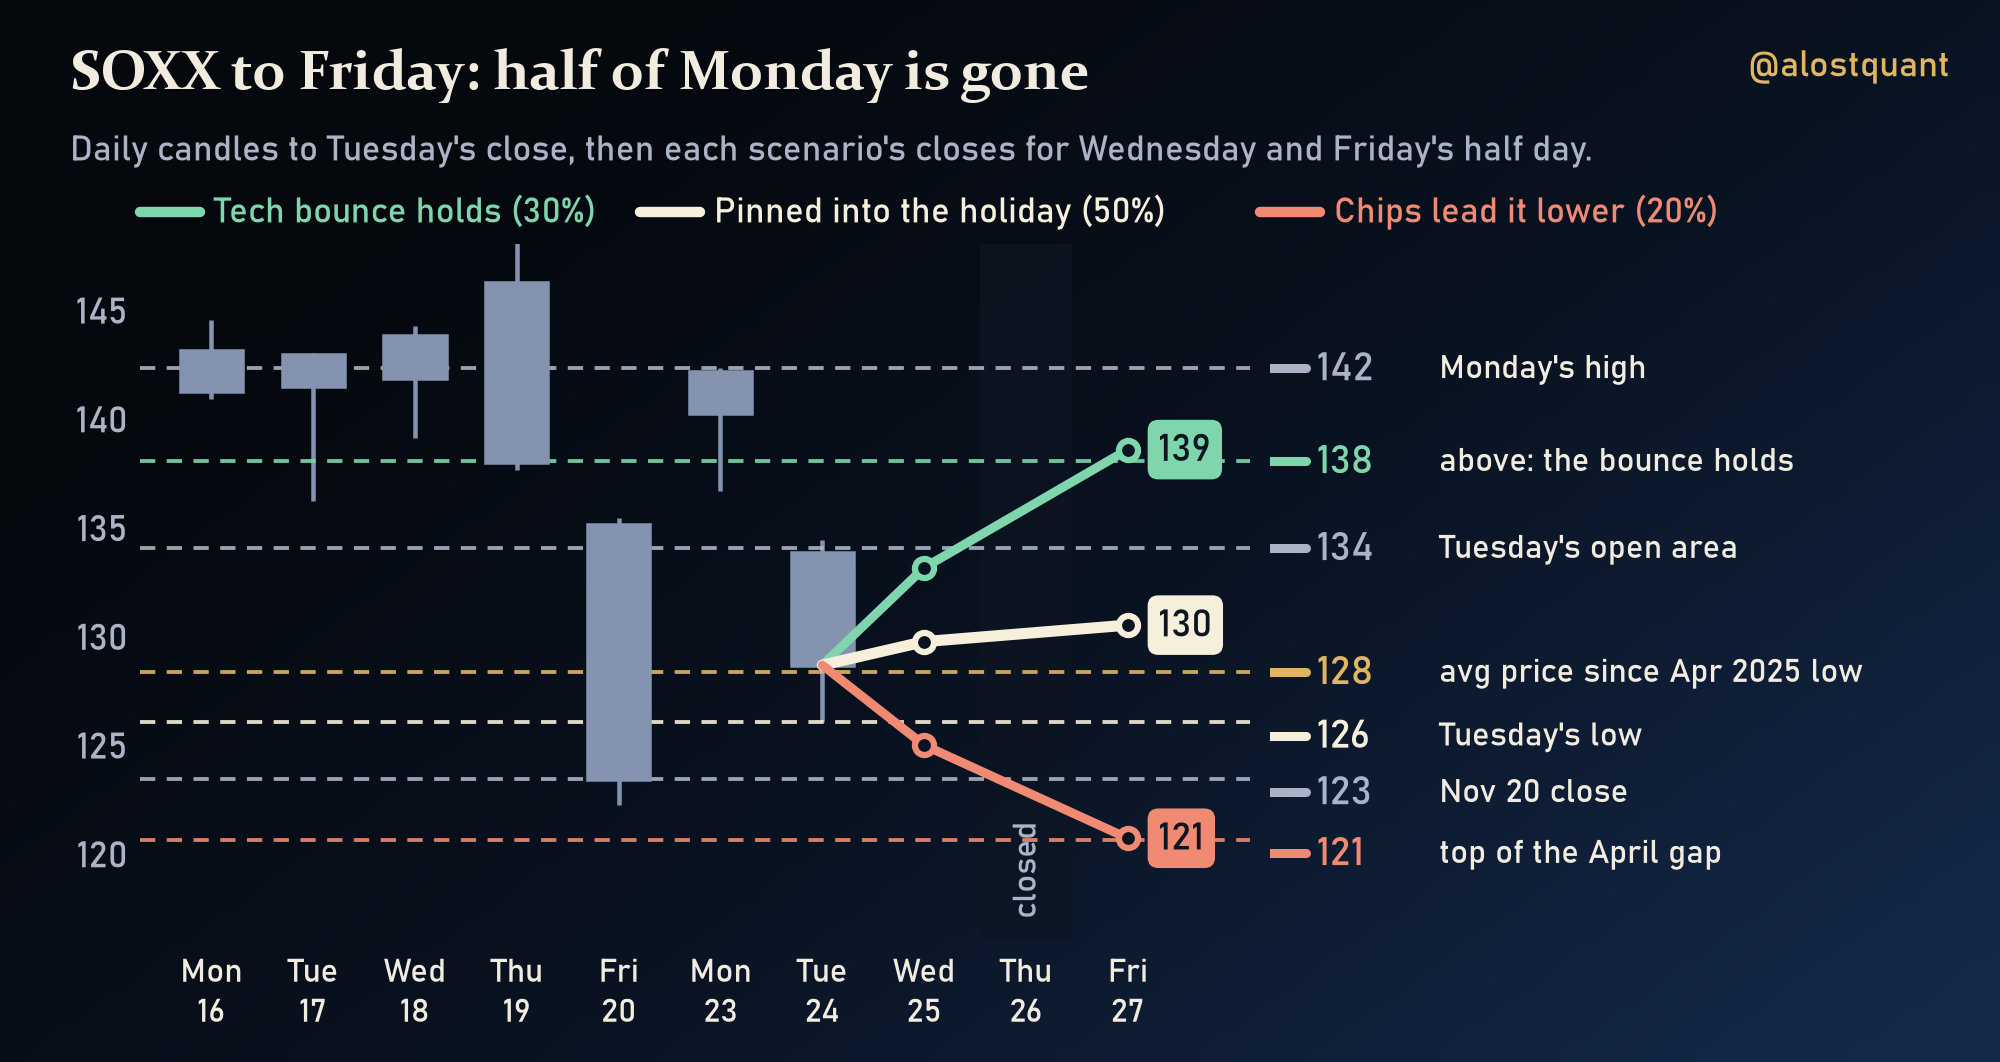 SOXX to Friday: half of Monday is gone
@alostquant
Daily candles to Tuesday's close, then each scenario's closes for Wednesday and Friday's half day.
Tech bounce holds (30%)
Pinned into the holiday (50%)
Chips lead it lower (20%)
145
140
135
130
125
120
139
130
121
142 Monday's high
138 above: the bounce holds
134 Tuesday's open area
128 avg price since Apr 2025 low
126 Tuesday's low
123 Nov 20 close
121 top of the April gap
closed
Mon Tue Wed Thu Fri Mon Tue Wed Thu Fri
16 17 18 19 20 23 24 25 26 27